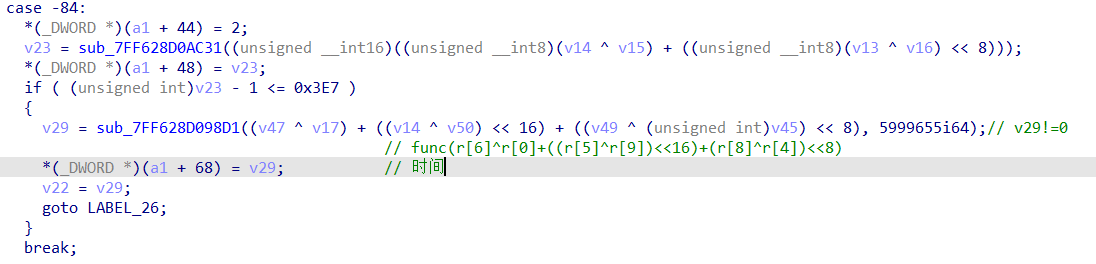 case -84:
*(_DWORD *)(a1 + 44) = 2;
v23 = sub_7FF628D0AC31((unsigned __int16)((unsigned __int8)(v14 ^ v15) + ((unsigned __int8)(v13 ^ v16) << 8)));
*(_DWORD *)(a1 + 48) = v23;
if ( (unsigned int)v23 - 1 <= 0x3E7 )
{
v29 = sub_7FF628D098D1((v47 ^ v17) + ((v14 ^ v50) << 16) + ((v49 ^ (unsigned int)v45) << 8), 5999655i64);// v29!=0
// func(r[6]^r[0]+((r[5]^r[9])<<16)+(r[8]^r[4])<<8)
*(_DWORD *)(a1 + 68) = v29; // 时间
v22 = v29;
goto LABEL_26;
}
break;